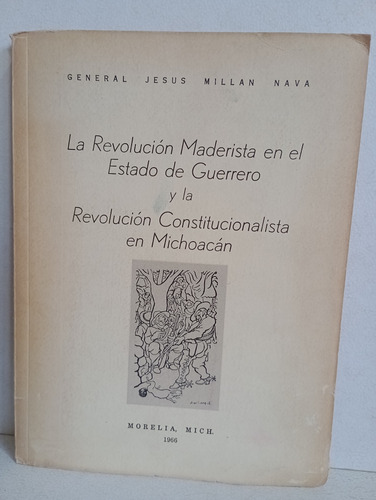 GENERAL JESUS MILLAN NAVA
La Revolución Maderista en el
Estado de Guerrero
y la
Revolución Constitucionalista
en Michoacán
MORELIA, MICH.
1966